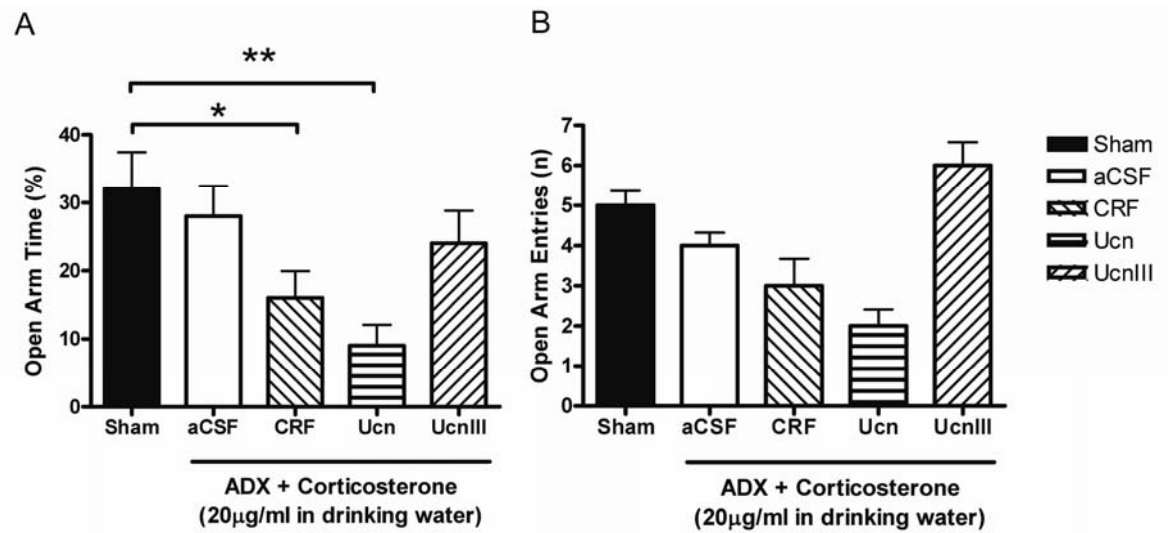 A
**
*
40
30
20
10
0
Open Arm Time (%)
Sham aCSF CRF Ucn UcnIII
ADX + Corticosterone
(20µg/ml in drinking water)
B
7
6
5
4
3
2
1
0
Open Arm Entries (n)
Sham aCSF CRF Ucn UcnIII
ADX + Corticosterone
(20µg/ml in drinking water)
Sham
aCSF
CRF
Ucn
UcnIII